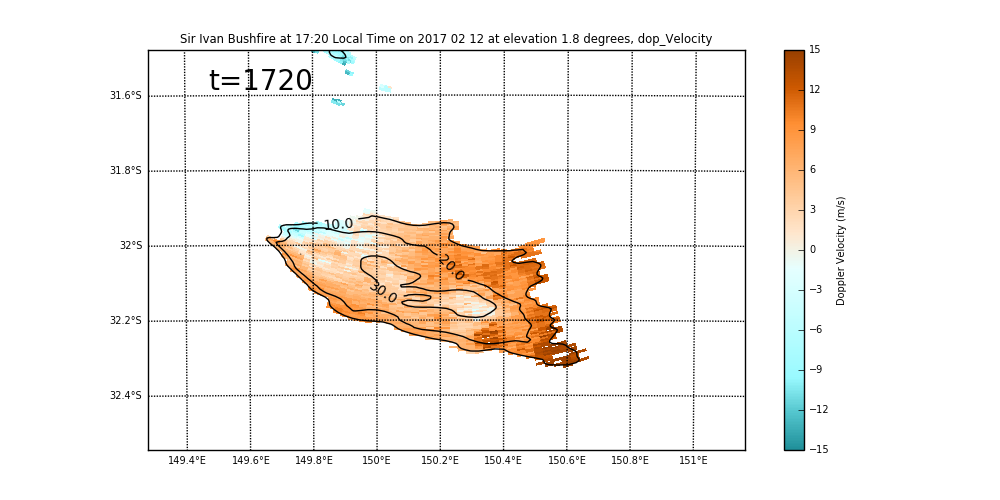 Sir Ivan Bushfire at 17:20 Local Time on 2017 02 12 at elevation 1.8 degrees, dop_Velocity
t=1720
31.6°S
31.8°S
32°S
32.2°S
32.4°S
10.0
20.0
30.0
149.4°E 149.6°E 149.8°E 150°E 150.2°E 150.4°E 150.6°E 150.8°E 151°E
15
12
9
6
3
0
−3
−6
−9
−12
−15
Doppler Velocity (m/s)